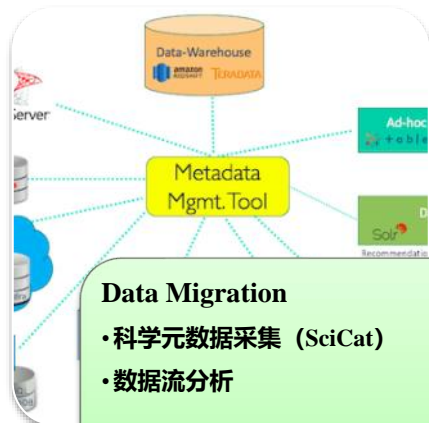 Data-Warehouse
amazon
REDSHIFT
TERADATA
Server
Ad-hoc
Metadata
Mgmt. Tool
D
Solr
Recommendation
Data Migration
•科学元数据采集（SciCat）
•数据流分析